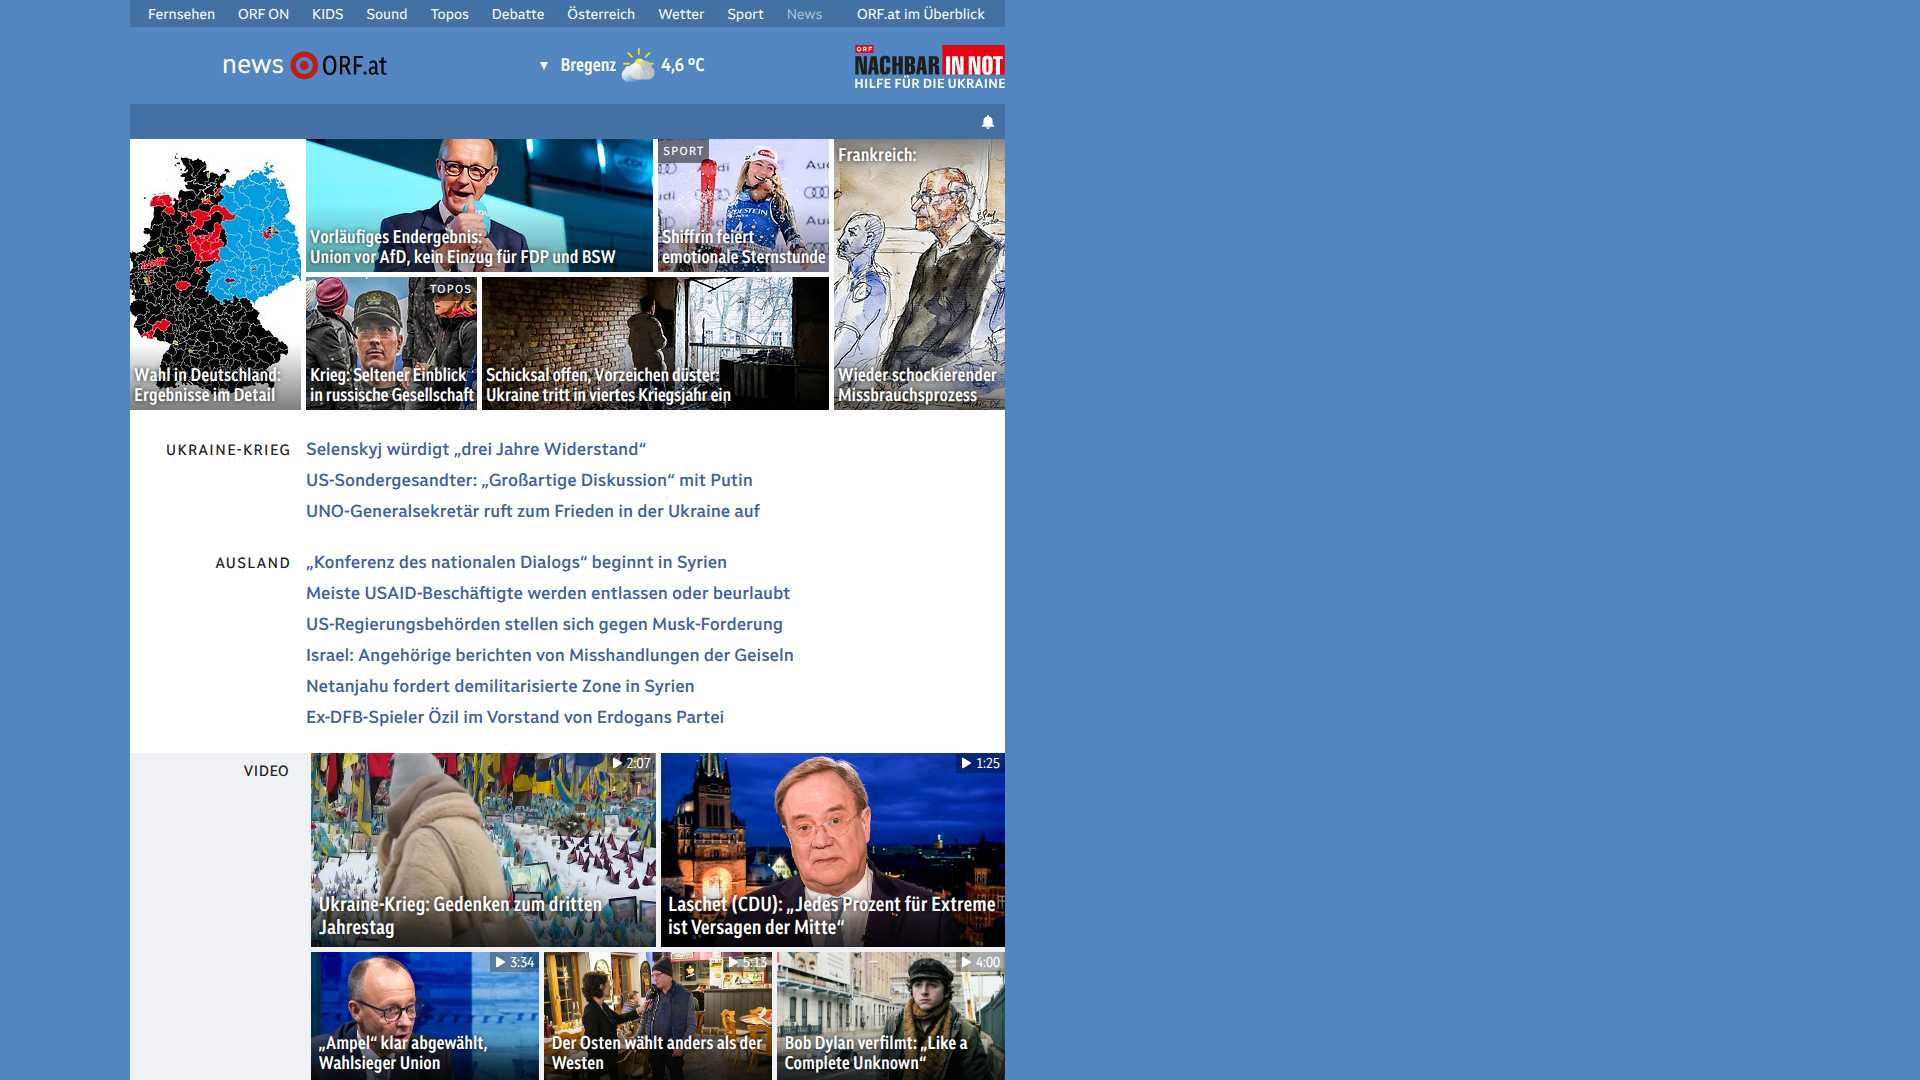 Fernsehen ORF ON KIDS Sound Topos Debatte Österreich Wetter Sport News ORF.at im Überblick
news ORF.at
▼ Bregenz 4,6 °C
ORF
NACHBAR IN NOT
HILFE FÜR DIE UKRAINE
Wahl in Deutschland:
Ergebnisse im Detail
Vorläufiges Endergebnis:
Union vor AfD, kein Einzug für FDP und BSW
SPORT
Shiffrin feiert
emotionale Sternstunde
Frankreich:
Wieder schockierender
Missbrauchsprozess
TOPOS
Krieg: Seltener Einblick
in russische Gesellschaft
Schicksal offen, Vorzeichen düster:
Ukraine tritt in viertes Kriegsjahr ein
UKRAINE-KRIEG
Selenskyj würdigt „drei Jahre Widerstand“
US-Sondergesandter: „Großartige Diskussion“ mit Putin
UNO-Generalsekretär ruft zum Frieden in der Ukraine auf
AUSLAND
„Konferenz des nationalen Dialogs“ beginnt in Syrien
Meiste USAID-Beschäftigte werden entlassen oder beurlaubt
US-Regierungsbehörden stellen sich gegen Musk-Forderung
Israel: Angehörige berichten von Misshandlungen der Geiseln
Netanjahu fordert demilitarisierte Zone in Syrien
Ex-DFB-Spieler Özil im Vorstand von Erdogans Partei
VIDEO
2:07
Ukraine-Krieg: Gedenken zum dritten
Jahrestag
1:25
Laschet (CDU): „Jedes Prozent für Extreme
ist Versagen der Mitte“
3:34
„Ampel“ klar abgewählt,
Wahlsieger Union
5:13
Der Osten wählt anders als der
Westen
4:00
Bob Dylan verfilmt: „Like a
Complete Unknown“